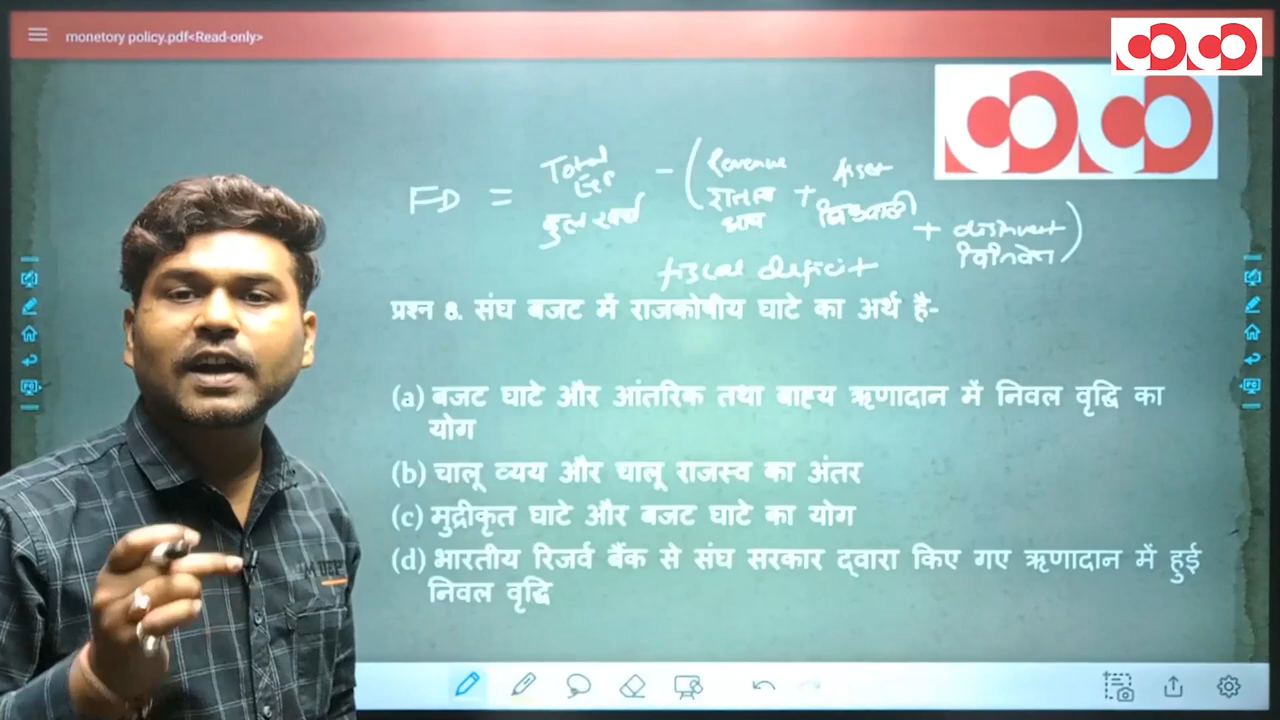 monetory policy.pdf<Read-only>
FD = Total Exp कुल खर्च - (Revenue राजस्व आय + Asset बिकवाली + disinvest विनिवेश)
fiscal deficit
प्रश्न 8. संघ बजट में राजकोषीय घाटे का अर्थ है-
(a) बजट घाटे और आंतरिक तथा बाह्य ऋणादान में निवल वृद्धि का
योग
(b) चालू व्यय और चालू राजस्व का अंतर
(c) मुद्रीकृत घाटे और बजट घाटे का योग
(d) भारतीय रिजर्व बैंक से संघ सरकार द्वारा किए गए ऋणादान में हुई
निवल वृद्धि